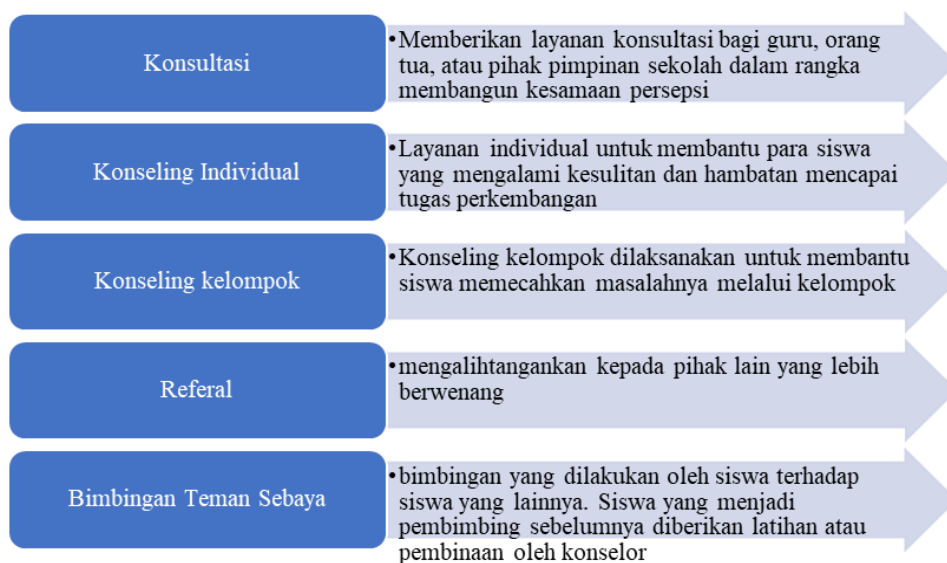 Konsultasi
•Memberikan layanan konsultasi bagi guru, orang
tua, atau pihak pimpinan sekolah dalam rangka
membangun kesamaan persepsi
Konseling Individual
•Layanan individual untuk membantu para siswa
yang mengalami kesulitan dan hambatan mencapai
tugas perkembangan
Konseling kelompok
•Konseling kelompok dilaksanakan untuk membantu
siswa memecahkan masalahnya melalui kelompok
Referal
•mengalihtangankan kepada pihak lain yang lebih
berwenang
Bimbingan Teman Sebaya
•bimbingan yang dilakukan oleh siswa terhadap
siswa yang lainnya. Siswa yang menjadi
pembimbing sebelumnya diberikan latihan atau
pembinaan oleh konselor